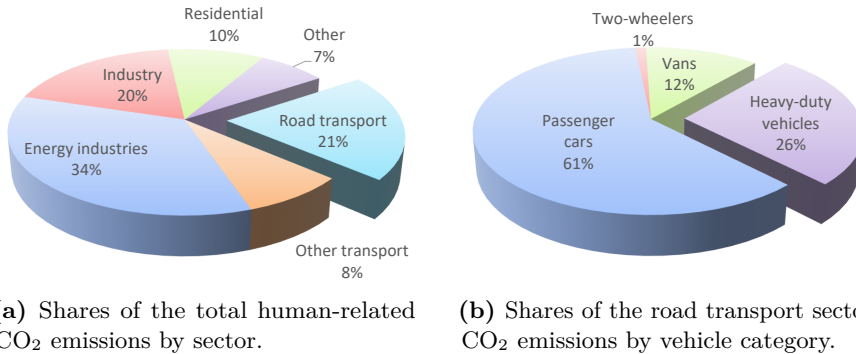 Residential
10%
Other
7%
Industry
20%
Road transport
21%
Energy industries
34%
Other transport
8%
Two-wheelers
1%
Vans
12%
Heavy-duty
vehicles
26%
Passenger
cars
61%
(a) Shares of the total human-related
CO₂ emissions by sector.
(b) Shares of the road transport secto
CO₂ emissions by vehicle category.